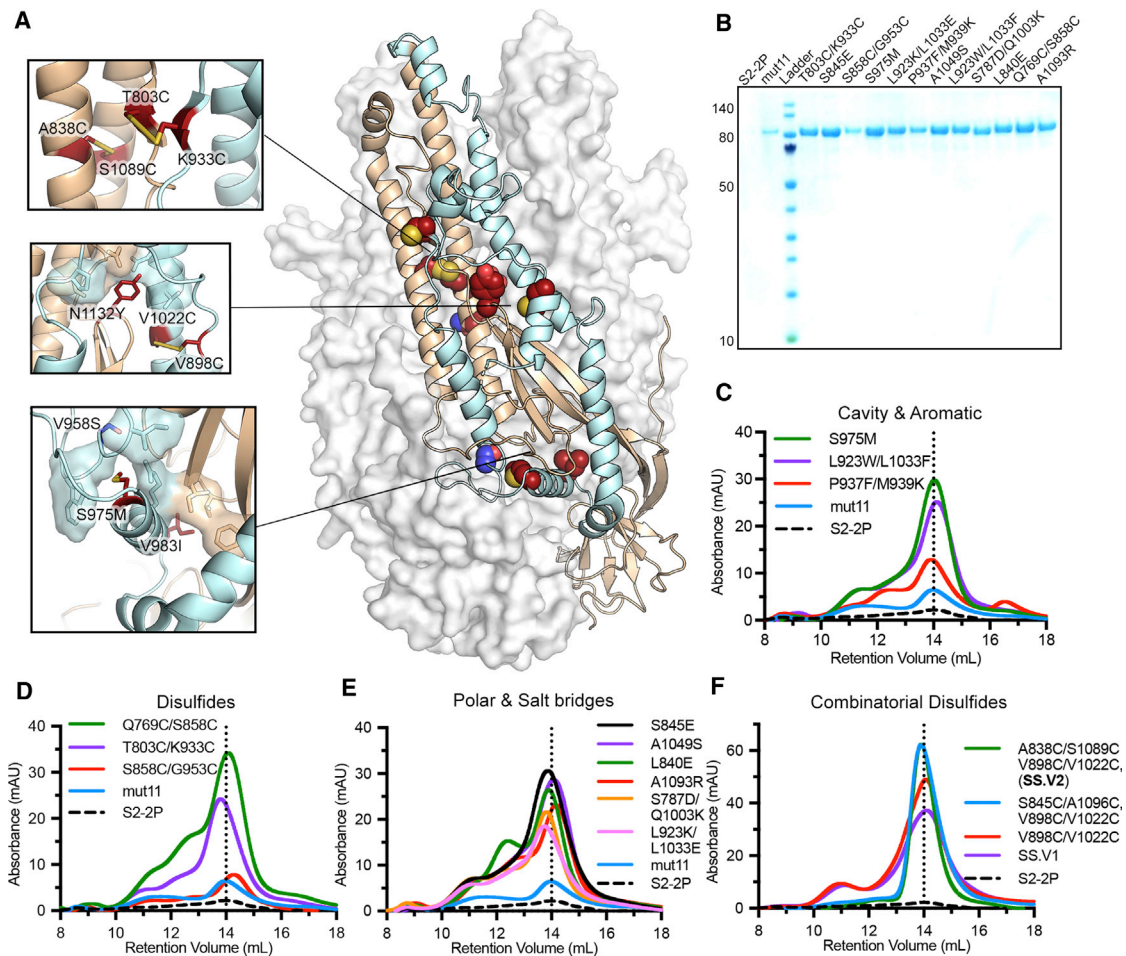 A
T803C
A838C
S1089C
K933C
N1132Y
V1022C
V898C
V958S
S975M
V983I
B
S2-2P
mut11
Ladder
T803C/K933C
S845E
S858C/G953C
S975M
L923K/L1033E
P937F/M939K
A1049S
L923W/L1033F
S787D/Q1003K
L840E
Q769C/S858C
A1093R
140
80
50
10
C
Cavity & Aromatic
S975M
L923W/L1033F
P937F/M939K
mut11
S2-2P
Absorbance (mAU)
40
30
20
10
0
8 10 12 14 16 18
Retention Volume (mL)
D
Disulfides
Q769C/S858C
T803C/K933C
S858C/G953C
mut11
S2-2P
Absorbance (mAU)
40
30
20
10
0
8 10 12 14 16 18
Retention Volume (mL)
E
Polar & Salt bridges
S845E
A1049S
L840E
A1093R
S787D/
Q1003K
L923K/
L1033E
mut11
S2-2P
Absorbance (mAU)
40
30
20
10
0
8 10 12 14 16 18
Retention Volume (mL)
F
Combinatorial Disulfides
A838C/S1089C
V898C/V1022C,
(SS.V2)
S845C/A1096C,
V898C/V1022C
V898C/V1022C
SS.V1
S2-2P
Absorbance (mAU)
60
40
20
0
8 10 12 14 16 18
Retention Volume (mL)